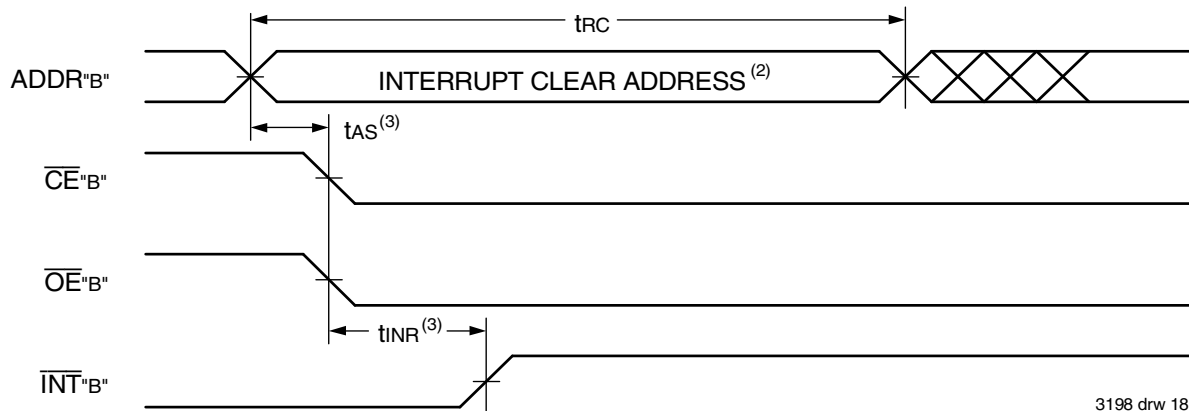 tRC
ADDR"B"
INTERRUPT CLEAR ADDRESS (2)
tAS (3)
CE"B"
OE"B"
tINR (3)
INT"B"
3198 drw 18